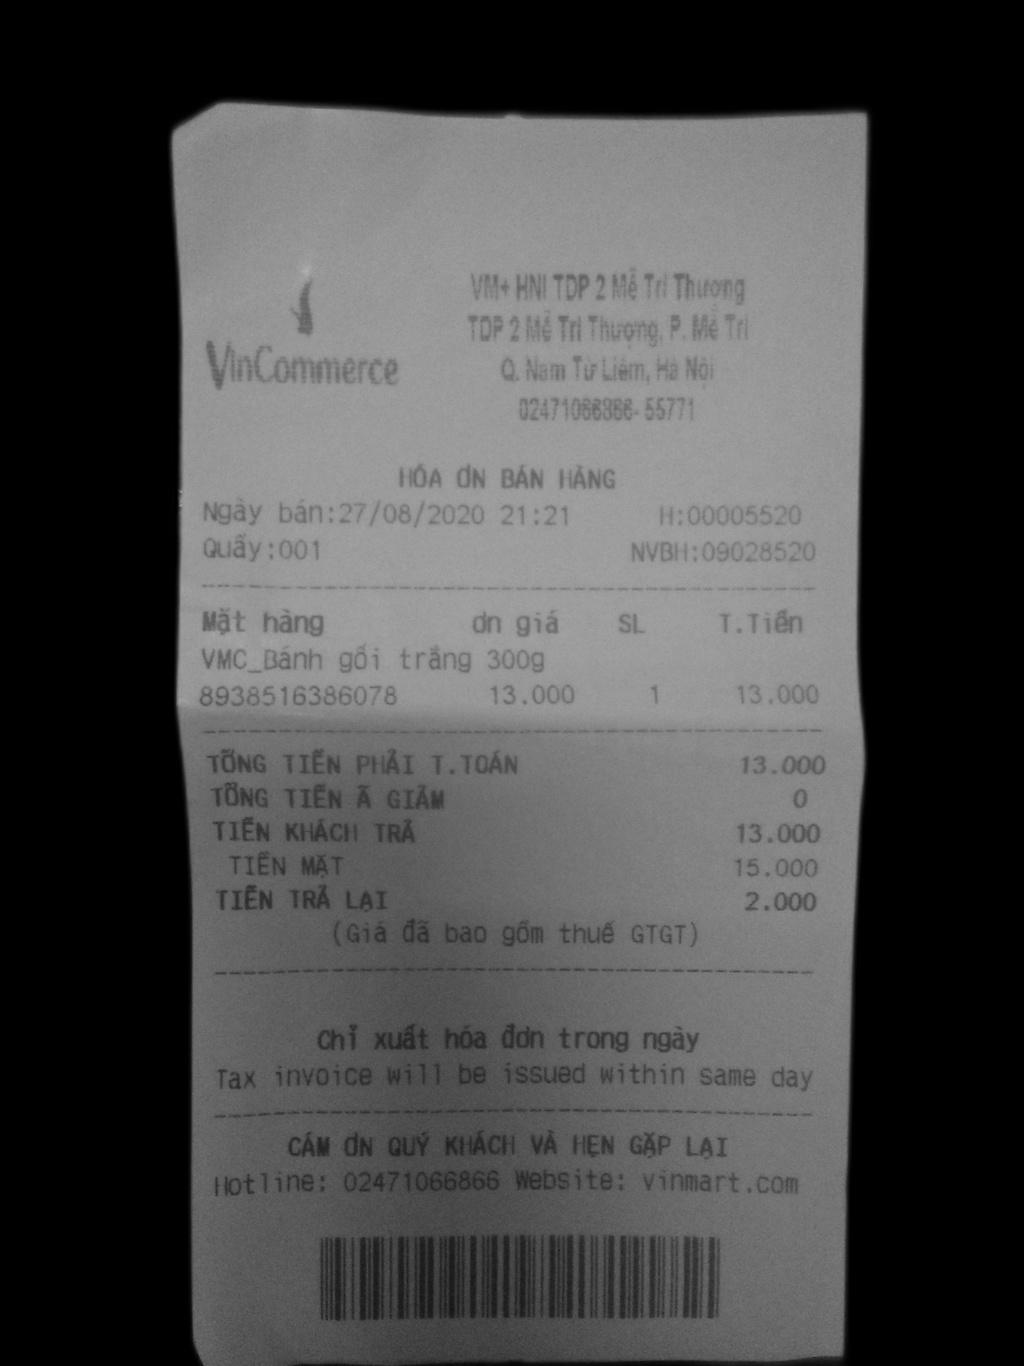 VinCommerce
VM+ HNI TDP 2 Mễ Trì Thượng
TDP 2 Mễ Trì Thượng, P. Mễ Trì
Q. Nam Từ Liêm, Hà Nội
02471066866- 55771
HÓA ƠN BÁN HÀNG
Ngày bán:27/08/2020 21:21 H:00005520
Quầy:001 NVBH:09028520
Mặt hàng ơn giá SL T.Tiền
VMC_Bánh gối trắng 300g
8938516386078 13.000 1 13.000
TỔNG TIỀN PHẢI T.TOÁN 13.000
TỔNG TIỀN Ã GIẢM 0
TIỀN KHÁCH TRẢ 13.000
TIỀN MẶT 15.000
TIỀN TRẢ LẠI 2.000
(Giá đã bao gồm thuế GTGT)
Chỉ xuất hóa đơn trong ngày
Tax invoice will be issued within same day
CẢM ƠN QUÝ KHÁCH VÀ HẸN GẶP LẠI
Hotline: 02471066866 Website: vinmart.com